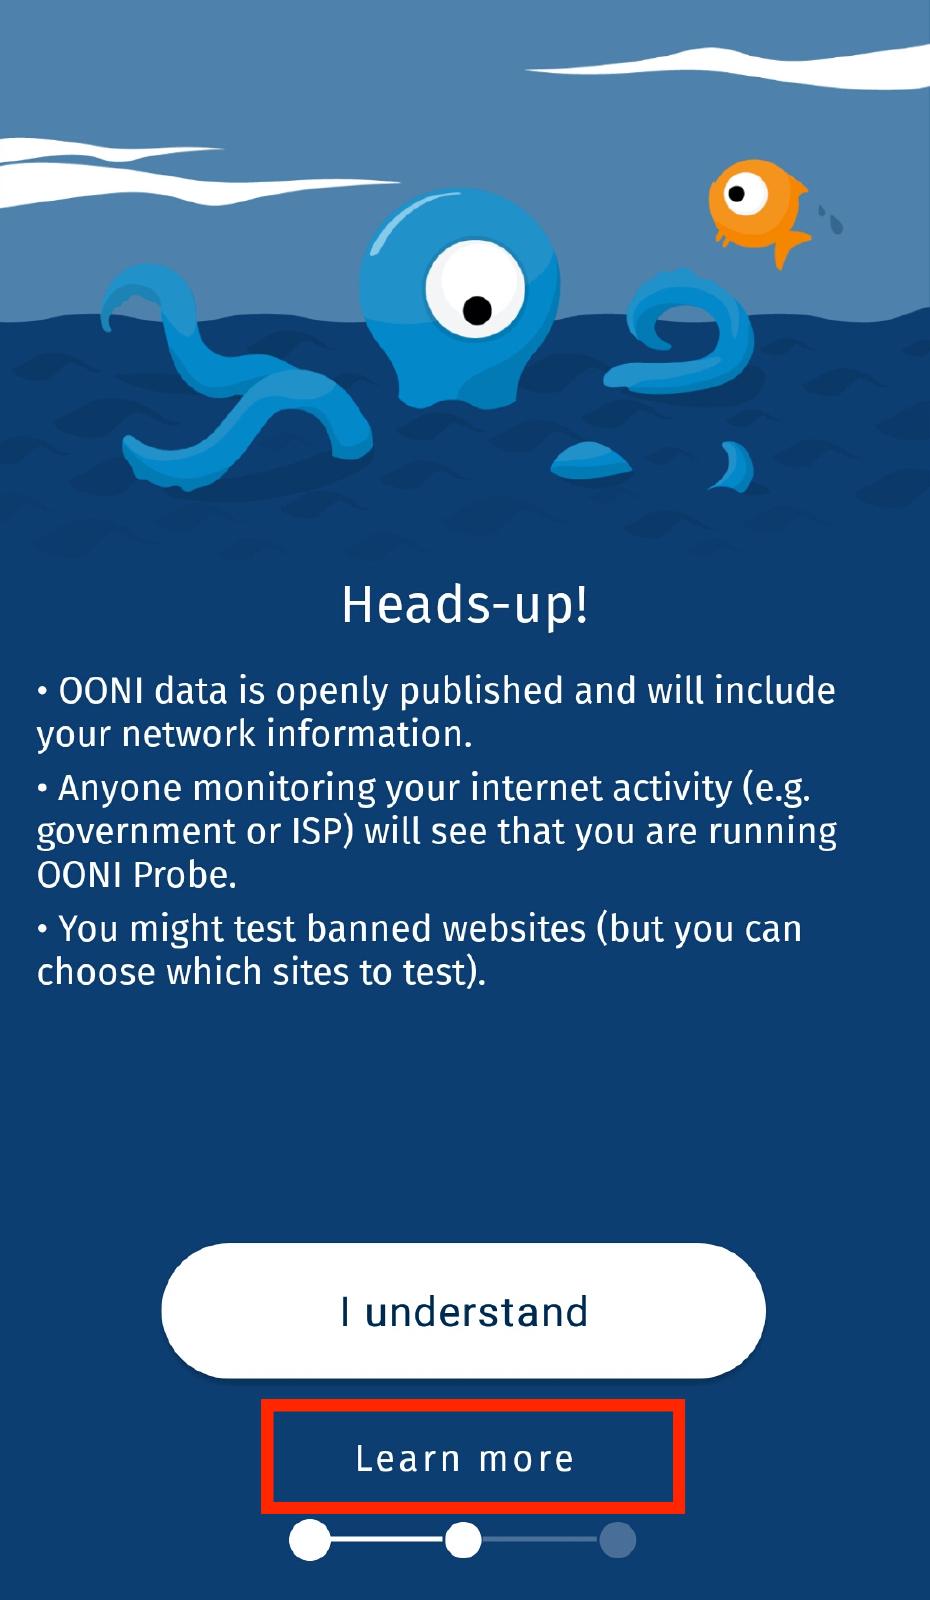 Heads-up!
• OONI data is openly published and will include
your network information.
• Anyone monitoring your internet activity (e.g.
government or ISP) will see that you are running
OONI Probe.
• You might test banned websites (but you can
choose which sites to test).
I understand
Learn more